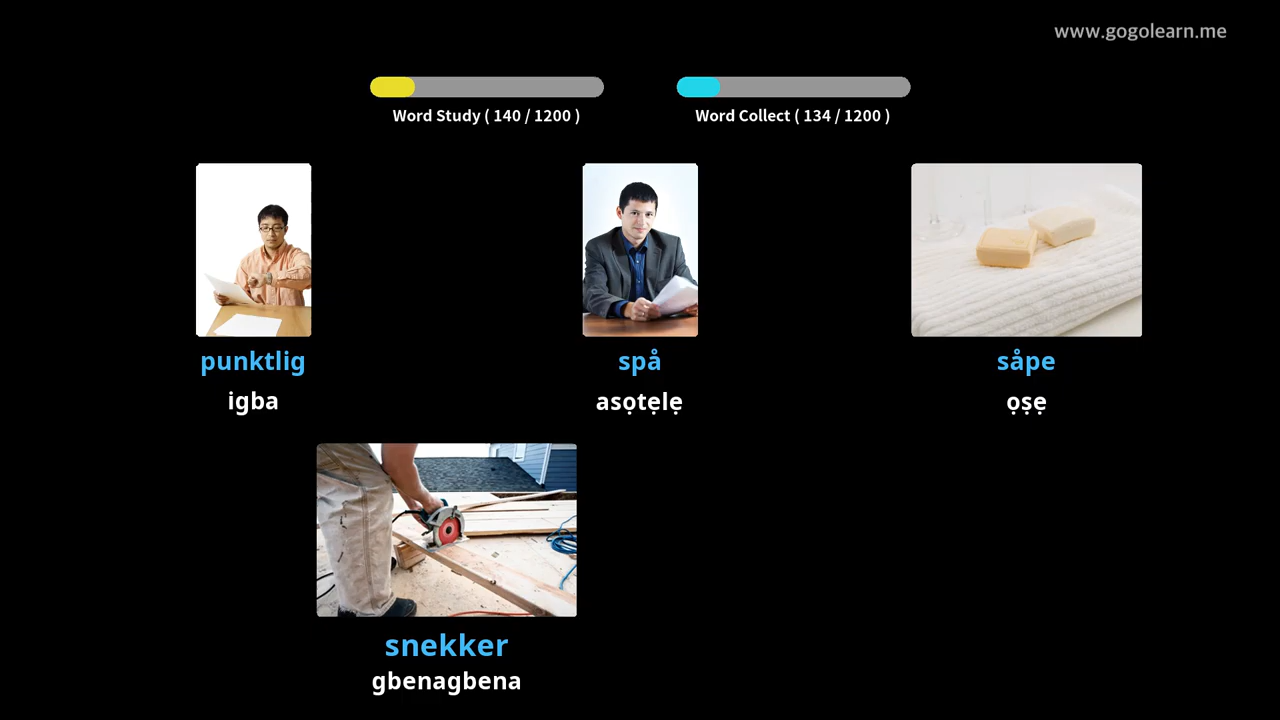 www.gogolearn.me
Word Study ( 140 / 1200 )
Word Collect ( 134 / 1200 )
punktlig
igba
spå
asọtẹlẹ
såpe
ọṣẹ
snekker
gbenagbena